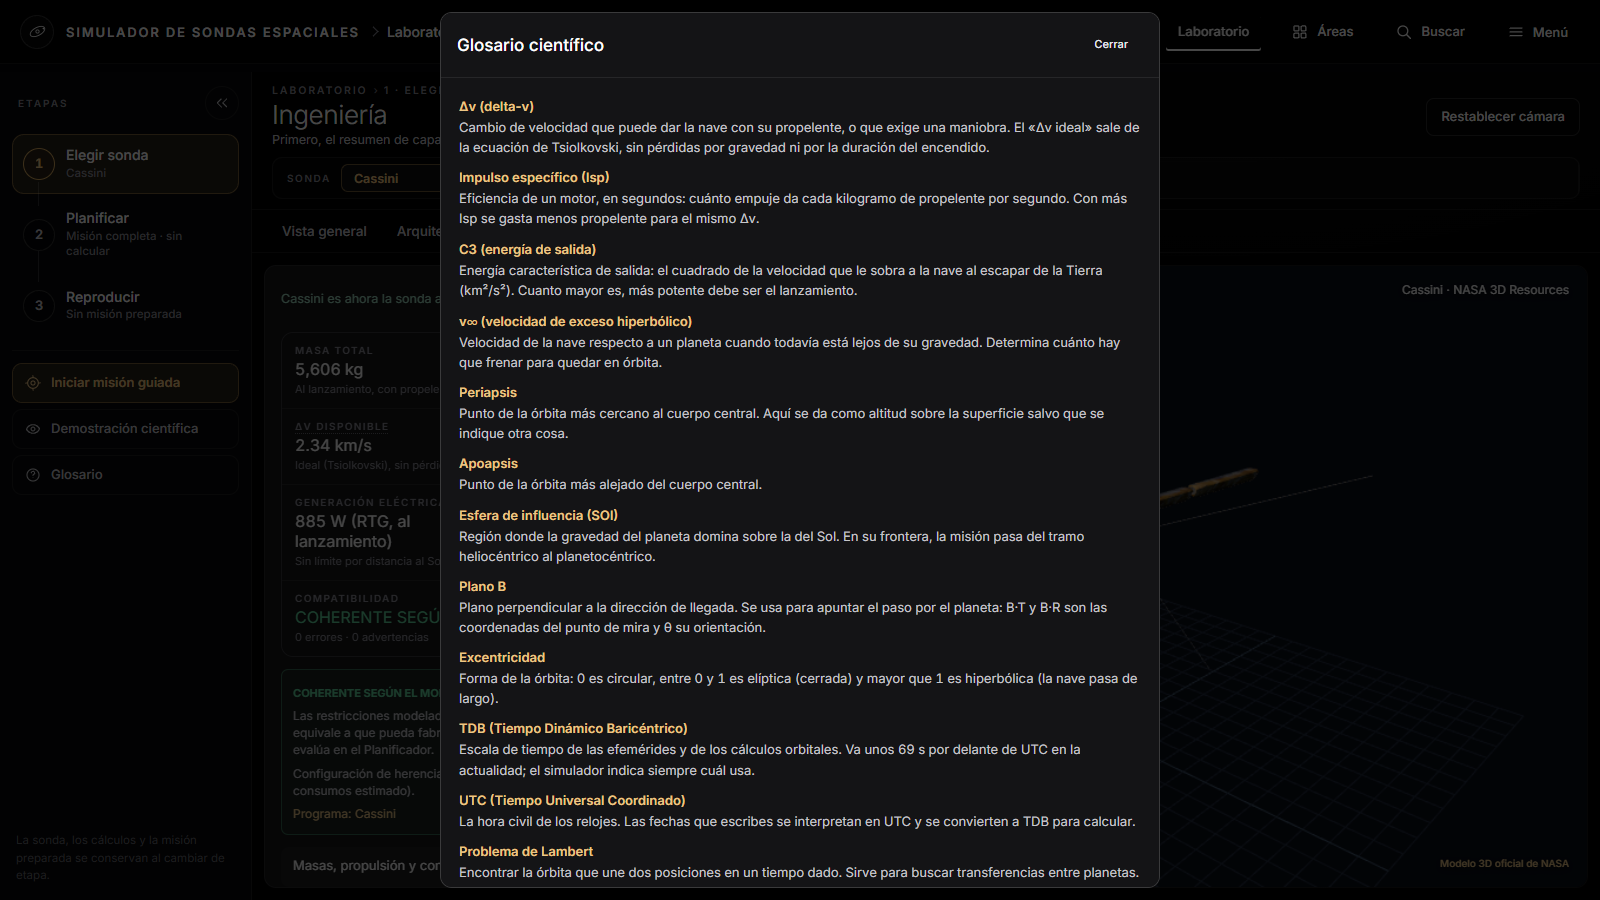 SIMULADOR DE SONDAS ESPACIALES
Laborato
Laboratorio
Áreas
Buscar
Menú
ETAPAS
1
Elegir sonda
Cassini
2
Planificar
Misión completa · sin
calcular
3
Reproducir
Sin misión preparada
Iniciar misión guiada
Demostración científica
Glosario
La sonda, los cálculos y la misión
preparada se conservan al cambiar de
etapa.
LABORATORIO › 1 · ELEG
Ingeniería
Primero, el resumen de capa
Restablecer cámara
SONDA
Cassini
Vista general
Arquite
Cassini es ahora la sonda a
MASA TOTAL
5,606 kg
Al lanzamiento, con propele
ΔV DISPONIBLE
2.34 km/s
Ideal (Tsiolkovski), sin pérdi
GENERACIÓN ELÉCTRICA
885 W (RTG, al
lanzamiento)
Sin límite por distancia al So
COMPATIBILIDAD
COHERENTE SEGÚ
0 errores · 0 advertencias
COHERENTE SEGÚN EL MO
Las restricciones modelad
equivale a que pueda fabr
evalúa en el Planificador.
Configuración de herencia
consumos estimado).
Programa: Cassini
Masas, propulsión y con
Cassini · NASA 3D Resources
Modelo 3D oficial de NASA
Glosario científico
Cerrar
Δv (delta-v)
Cambio de velocidad que puede dar la nave con su propelente, o que exige una maniobra. El «Δv ideal» sale de
la ecuación de Tsiolkovski, sin pérdidas por gravedad ni por la duración del encendido.
Impulso específico (Isp)
Eficiencia de un motor, en segundos: cuánto empuje da cada kilogramo de propelente por segundo. Con más
Isp se gasta menos propelente para el mismo Δv.
C3 (energía de salida)
Energía característica de salida: el cuadrado de la velocidad que le sobra a la nave al escapar de la Tierra
(km²/s²). Cuanto mayor es, más potente debe ser el lanzamiento.
v∞ (velocidad de exceso hiperbólico)
Velocidad de la nave respecto a un planeta cuando todavía está lejos de su gravedad. Determina cuánto hay
que frenar para quedar en órbita.
Periapsis
Punto de la órbita más cercano al cuerpo central. Aquí se da como altitud sobre la superficie salvo que se
indique otra cosa.
Apoapsis
Punto de la órbita más alejado del cuerpo central.
Esfera de influencia (SOI)
Región donde la gravedad del planeta domina sobre la del Sol. En su frontera, la misión pasa del tramo
heliocéntrico al planetocéntrico.
Plano B
Plano perpendicular a la dirección de llegada. Se usa para apuntar el paso por el planeta: B·T y B·R son las
coordenadas del punto de mira y θ su orientación.
Excentricidad
Forma de la órbita: 0 es circular, entre 0 y 1 es elíptica (cerrada) y mayor que 1 es hiperbólica (la nave pasa de
largo).
TDB (Tiempo Dinámico Baricéntrico)
Escala de tiempo de las efemérides y de los cálculos orbitales. Va unos 69 s por delante de UTC en la
actualidad; el simulador indica siempre cuál usa.
UTC (Tiempo Universal Coordinado)
La hora civil de los relojes. Las fechas que escribes se interpretan en UTC y se convierten a TDB para calcular.
Problema de Lambert
Encontrar la órbita que une dos posiciones en un tiempo dado. Sirve para buscar transferencias entre planetas.